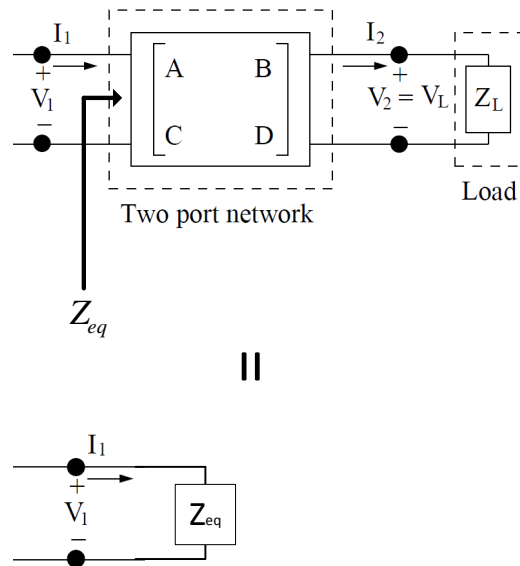 I1 I2
+ A B +
V1 V2 = VL ZL
− C D −
Load
Two port network
Zeq
=
I1
+
V1 Zeq
−